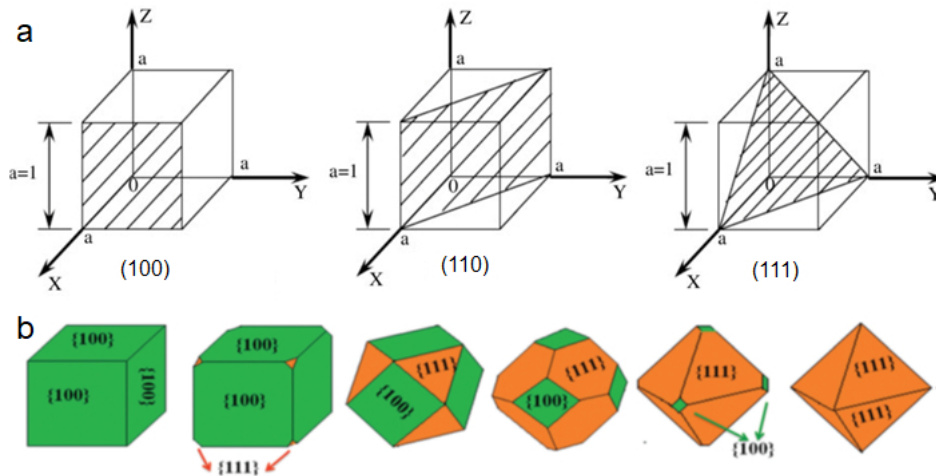 a
Z
a
a=1
0
a
Y
a
X
(100)
Z
a
a=1
0
a
Y
a
X
(110)
Z
a
a=1
0
a
Y
a
X
(111)
b
{100}
{100}
{100}
{100}
{100}
{111}
{111}
{100}
{111}
{100}
{111}
{100}
{111}
{111}